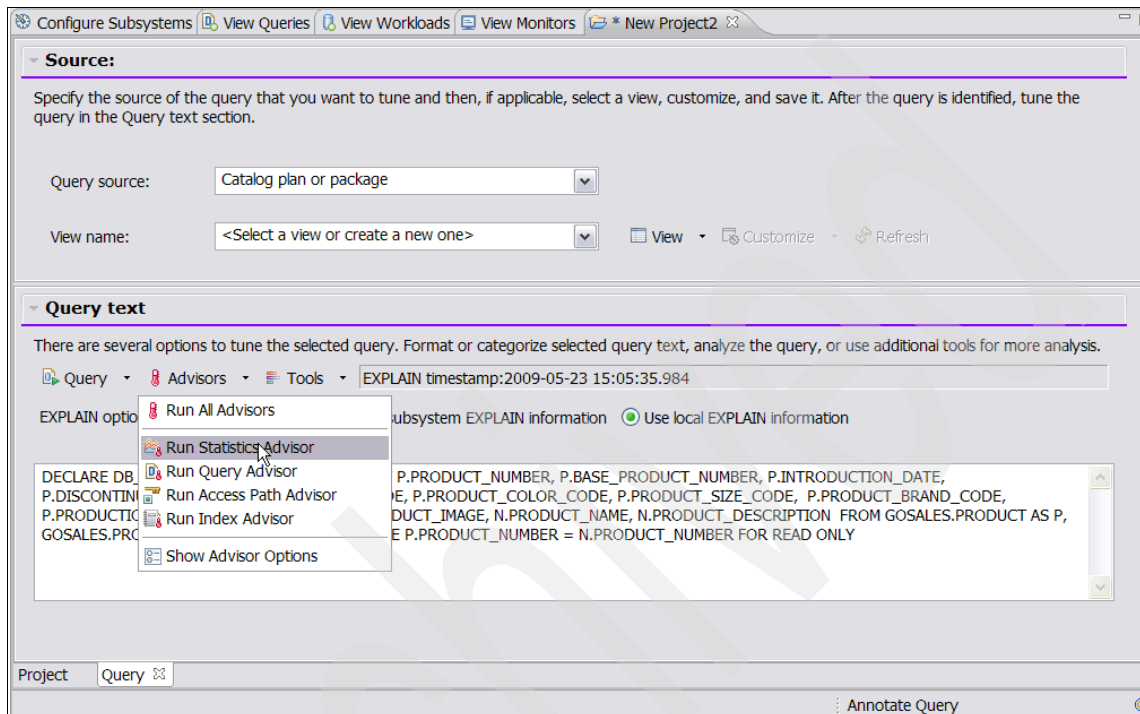 Configure Subsystems View Queries View Workloads View Monitors * New Project2
Source:
Specify the source of the query that you want to tune and then, if applicable, select a view, customize, and save it. After the query is identified, tune the
query in the Query text section.
Query source: Catalog plan or package
View name: <Select a view or create a new one> View Customize Refresh
Query text
There are several options to tune the selected query. Format or categorize selected query text, analyze the query, or use additional tools for more analysis.
Query Advisors Tools EXPLAIN timestamp:2009-05-23 15:05:35.984
EXPLAIN optio subsystem EXPLAIN information Use local EXPLAIN information
Run All Advisors
Run Statistics Advisor
Run Query Advisor
Run Access Path Advisor
Run Index Advisor
Show Advisor Options
DECLARE DB_ P.PRODUCT_NUMBER, P.BASE_PRODUCT_NUMBER, P.INTRODUCTION_DATE,
P.DISCONTIN DE, P.PRODUCT_COLOR_CODE, P.PRODUCT_SIZE_CODE, P.PRODUCT_BRAND_CODE,
P.PRODUCTIO DUCT_IMAGE, N.PRODUCT_NAME, N.PRODUCT_DESCRIPTION FROM GOSALES.PRODUCT AS P,
GOSALES.PRO E P.PRODUCT_NUMBER = N.PRODUCT_NUMBER FOR READ ONLY
Project Query
Annotate Query